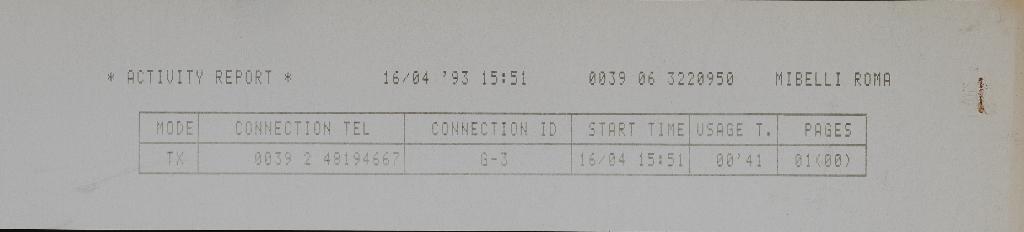 * ACTIVITY REPORT * 16/04 '93 15:51 0039 06 3220950 MIBELLI ROMA
MODE CONNECTION TEL CONNECTION ID START TIME USAGE T. PAGES
TX 0039 2 48194667 G-3 16/04 15:51 00'41 01(00)